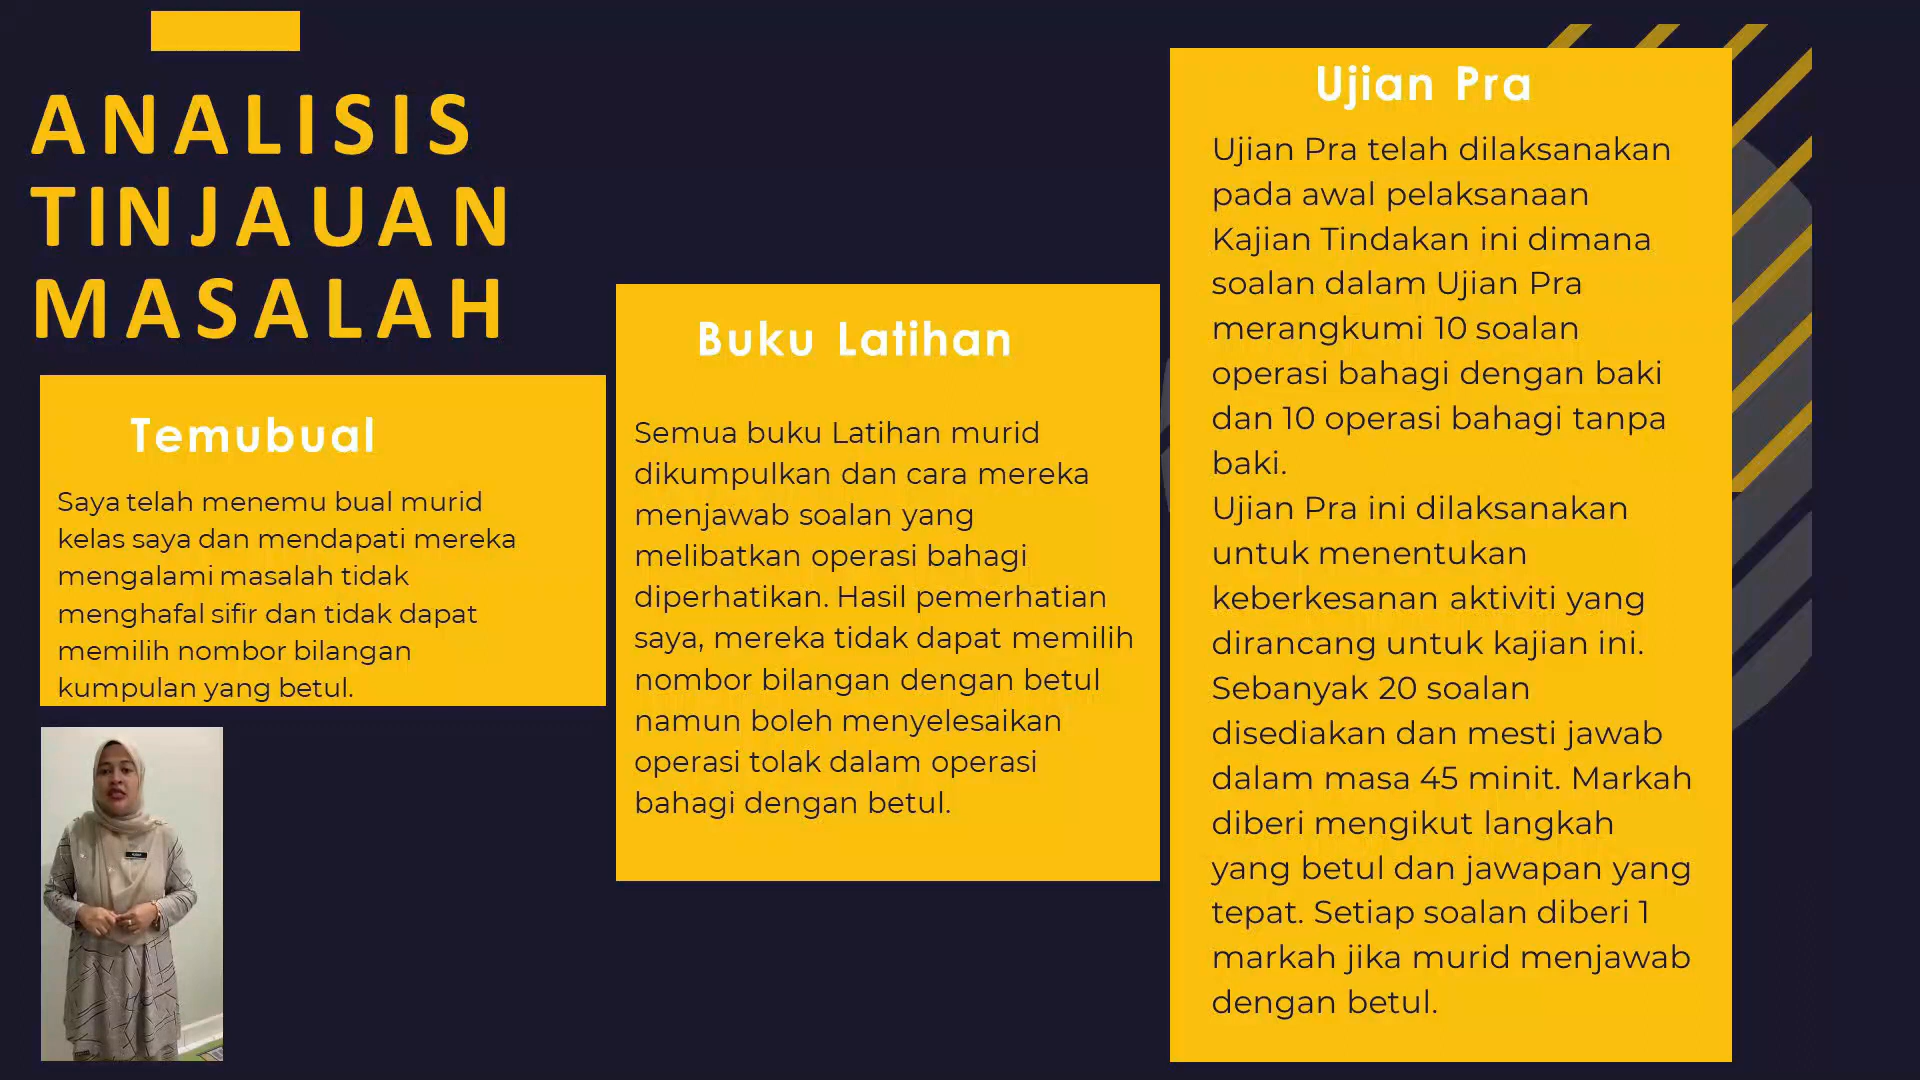 ANALISIS
TINJAUAN
MASALAH
Temubual
Saya telah menemu bual murid
kelas saya dan mendapati mereka
mengalami masalah tidak
menghafal sifir dan tidak dapat
memilih nombor bilangan
kumpulan yang betul.
Buku Latihan
Semua buku Latihan murid
dikumpulkan dan cara mereka
menjawab soalan yang
melibatkan operasi bahagi
diperhatikan. Hasil pemerhatian
saya, mereka tidak dapat memilih
nombor bilangan dengan betul
namun boleh menyelesaikan
operasi tolak dalam operasi
bahagi dengan betul.
Ujian Pra
Ujian Pra telah dilaksanakan
pada awal pelaksanaan
Kajian Tindakan ini dimana
soalan dalam Ujian Pra
merangkumi 10 soalan
operasi bahagi dengan baki
dan 10 operasi bahagi tanpa
baki.
Ujian Pra ini dilaksanakan
untuk menentukan
keberkesanan aktiviti yang
dirancang untuk kajian ini.
Sebanyak 20 soalan
disediakan dan mesti jawab
dalam masa 45 minit. Markah
diberi mengikut langkah
yang betul dan jawapan yang
tepat. Setiap soalan diberi 1
markah jika murid menjawab
dengan betul.